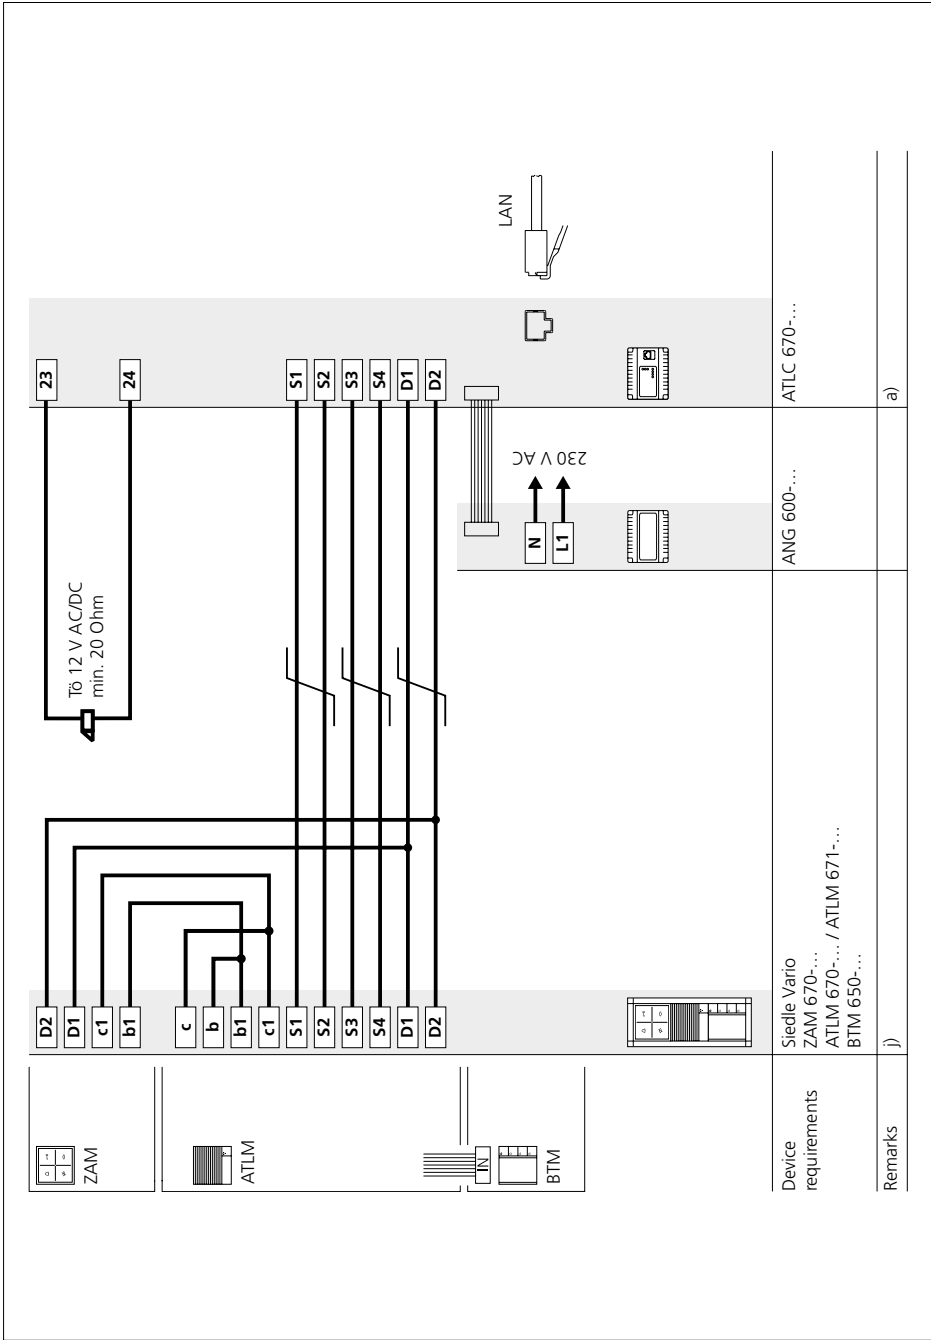 ZAM
ATLM
IN
BTM
D2
D1
c1
b1
c
b
b1
c1
S1
S2
S3
S4
D1
D2
Tö 12 V AC/DC
min. 20 Ohm
N
L1
230 V AC
23
24
S1
S2
S3
S4
D1
D2
LAN
Device
requirements
Siedle Vario
ZAM 670-…
ATLM 670-… / ATLM 671-…
BTM 650-…
ANG 600-…
ATLC 670-…
Remarks
j)
a)